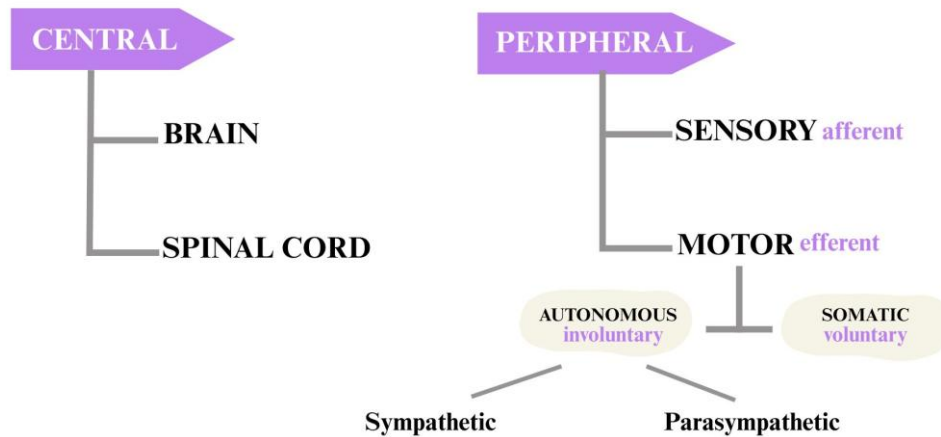 CENTRAL
BRAIN
SPINAL CORD
PERIPHERAL
SENSORY afferent
MOTOR efferent
AUTONOMOUS
involuntary
SOMATIC
voluntary
Sympathetic
Parasympathetic